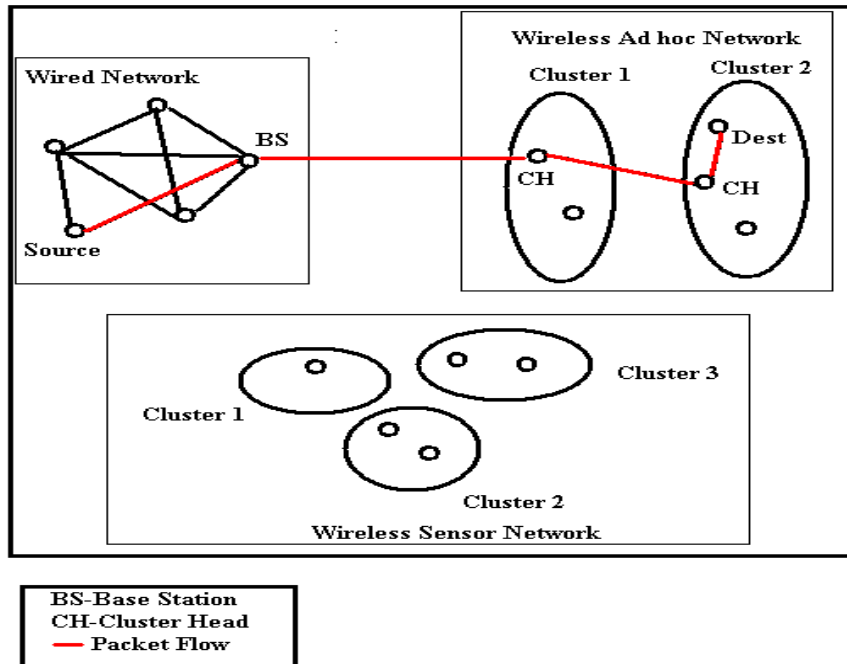 Wireless Ad hoc Network
Cluster 1
Cluster 2
Wired Network
BS
Dest
CH
CH
Source
Cluster 1
Cluster 3
Cluster 2
Wireless Sensor Network
BS-Base Station
CH-Cluster Head
Packet Flow